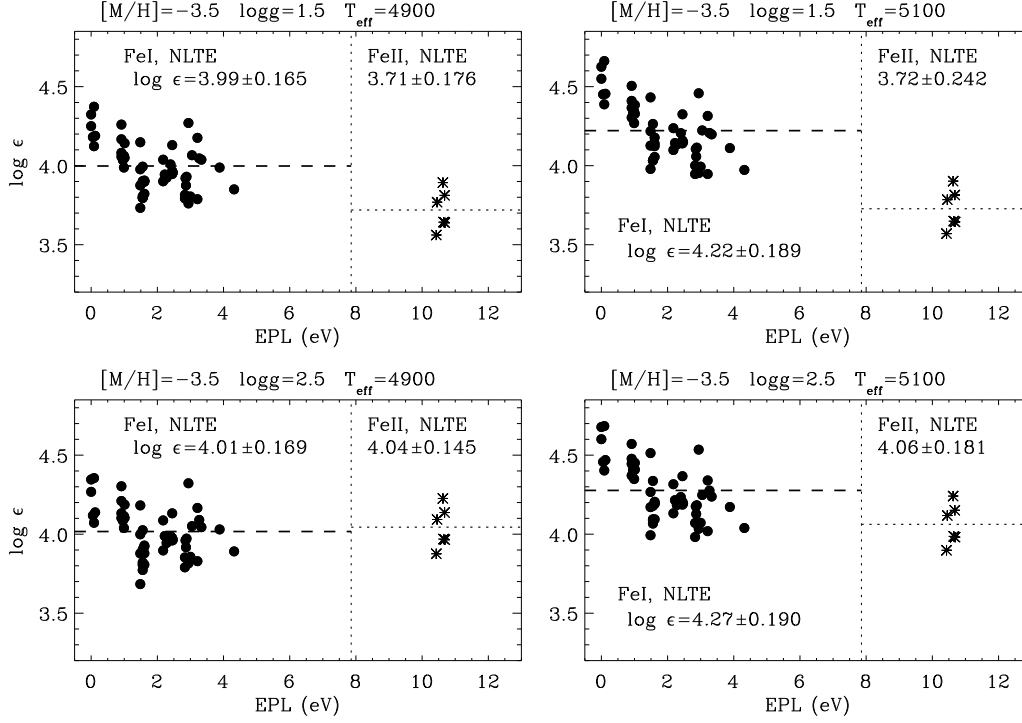 [M/H]=−3.5 logg=1.5 Teff=4900
FeI, NLTE
log ϵ=3.99±0.165
FeII, NLTE
3.71±0.176
4.5
4.0
3.5
log ϵ
0 2 4 6 8 10 12
EPL (eV)
[M/H]=−3.5 logg=1.5 Teff=5100
FeII, NLTE
3.72±0.242
4.5
4.0
3.5
FeI, NLTE
log ϵ=4.22±0.189
0 2 4 6 8 10 12
EPL (eV)
[M/H]=−3.5 logg=2.5 Teff=4900
FeI, NLTE
log ϵ=4.01±0.169
FeII, NLTE
4.04±0.145
4.5
4.0
3.5
log ϵ
0 2 4 6 8 10 12
EPL (eV)
[M/H]=−3.5 logg=2.5 Teff=5100
FeII, NLTE
4.06±0.181
4.5
4.0
3.5
FeI, NLTE
log ϵ=4.27±0.190
0 2 4 6 8 10 12
EPL (eV)